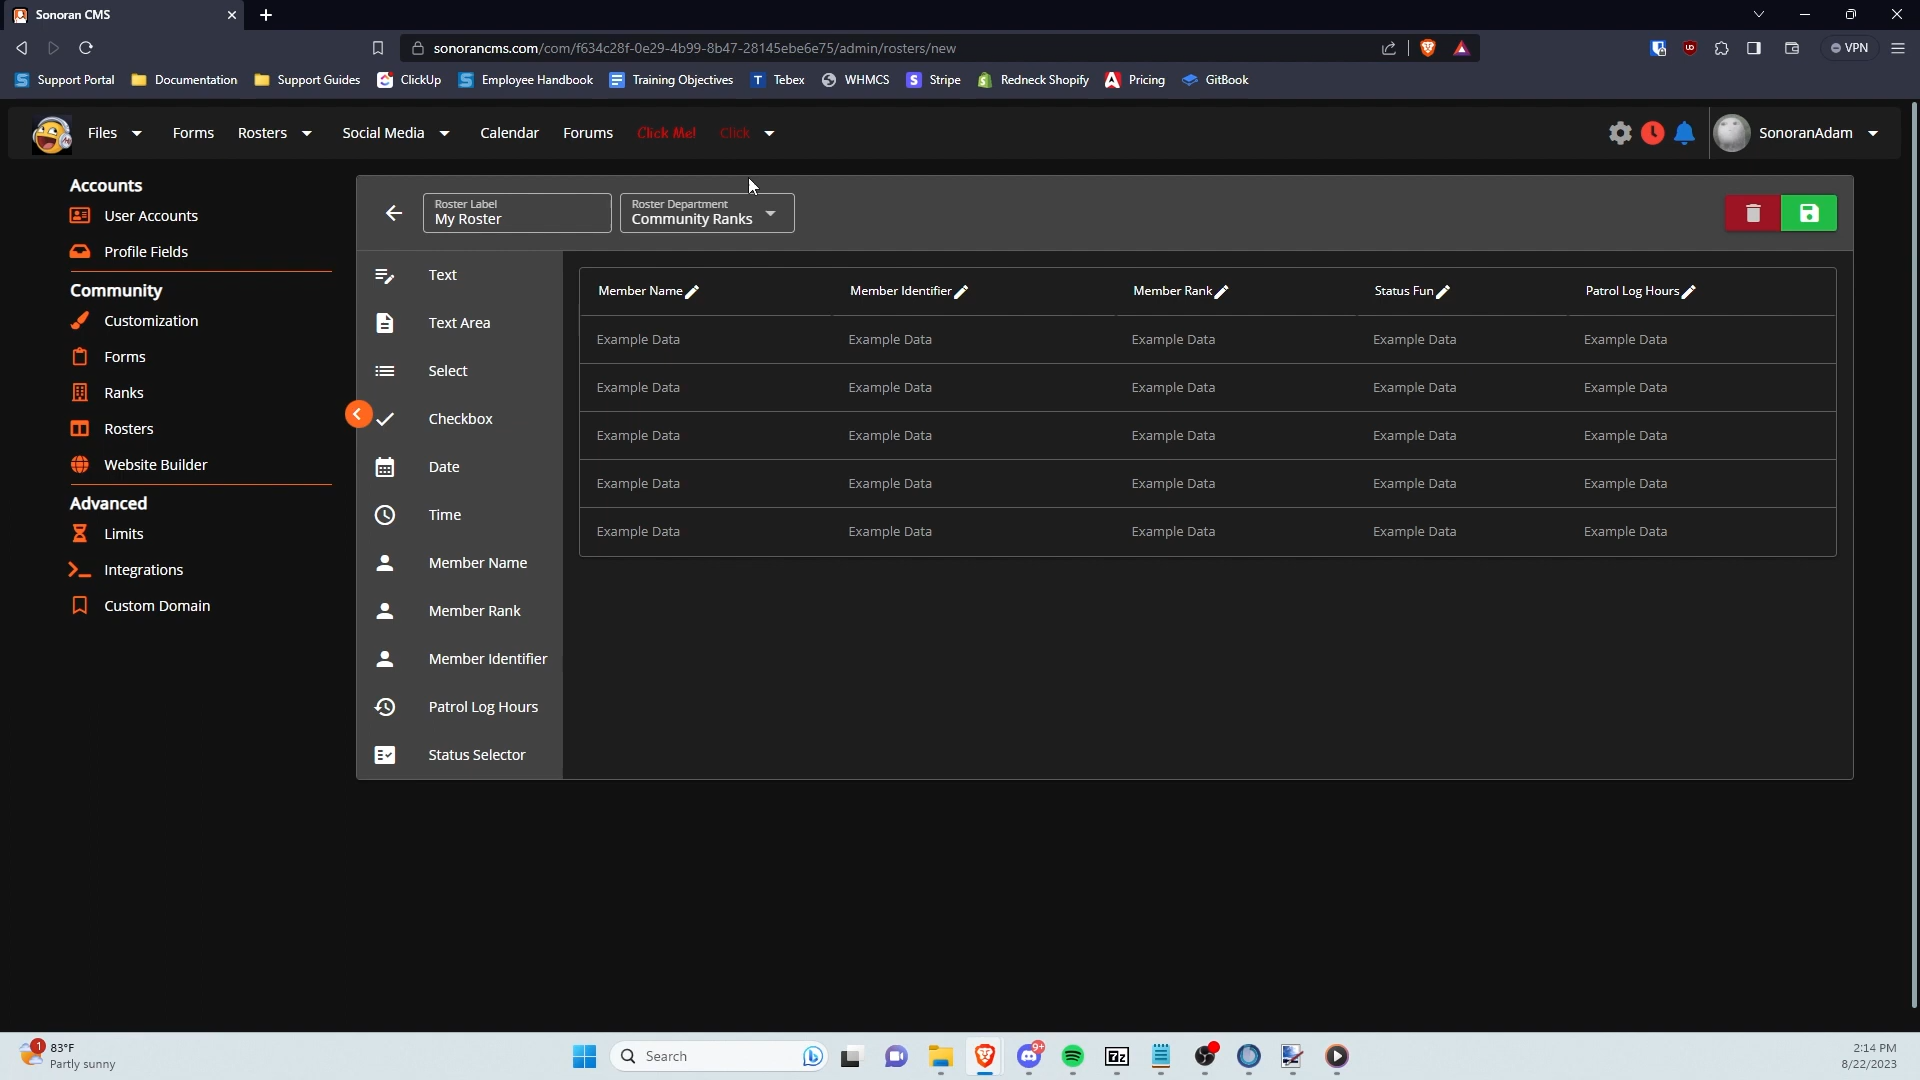 Sonoran CMS
sonorancms.com/com/f634c28f-0e29-4b99-8b47-28145ebe6e75/admin/rosters/new
VPN
Support Portal
Documentation
Support Guides
ClickUp
Employee Handbook
Training Objectives
Tebex
WHMCS
Stripe
Redneck Shopify
Pricing
GitBook
Files
Forms
Rosters
Social Media
Calendar
Forums
Click Me!
Click
SonoranAdam
Accounts
User Accounts
Profile Fields
Community
Customization
Forms
Ranks
Rosters
Website Builder
Advanced
Limits
Integrations
Custom Domain
Roster Label
My Roster
Roster Department
Community Ranks
Text
Text Area
Select
Checkbox
Date
Time
Member Name
Member Rank
Member Identifier
Patrol Log Hours
Status Selector
Member Name Member Identifier Member Rank Status Fun Patrol Log Hours
Example Data Example Data Example Data Example Data Example Data
Example Data Example Data Example Data Example Data Example Data
Example Data Example Data Example Data Example Data Example Data
Example Data Example Data Example Data Example Data Example Data
Example Data Example Data Example Data Example Data Example Data
1
83°F
Partly sunny
Search
9+
7z
2:14 PM
8/22/2023